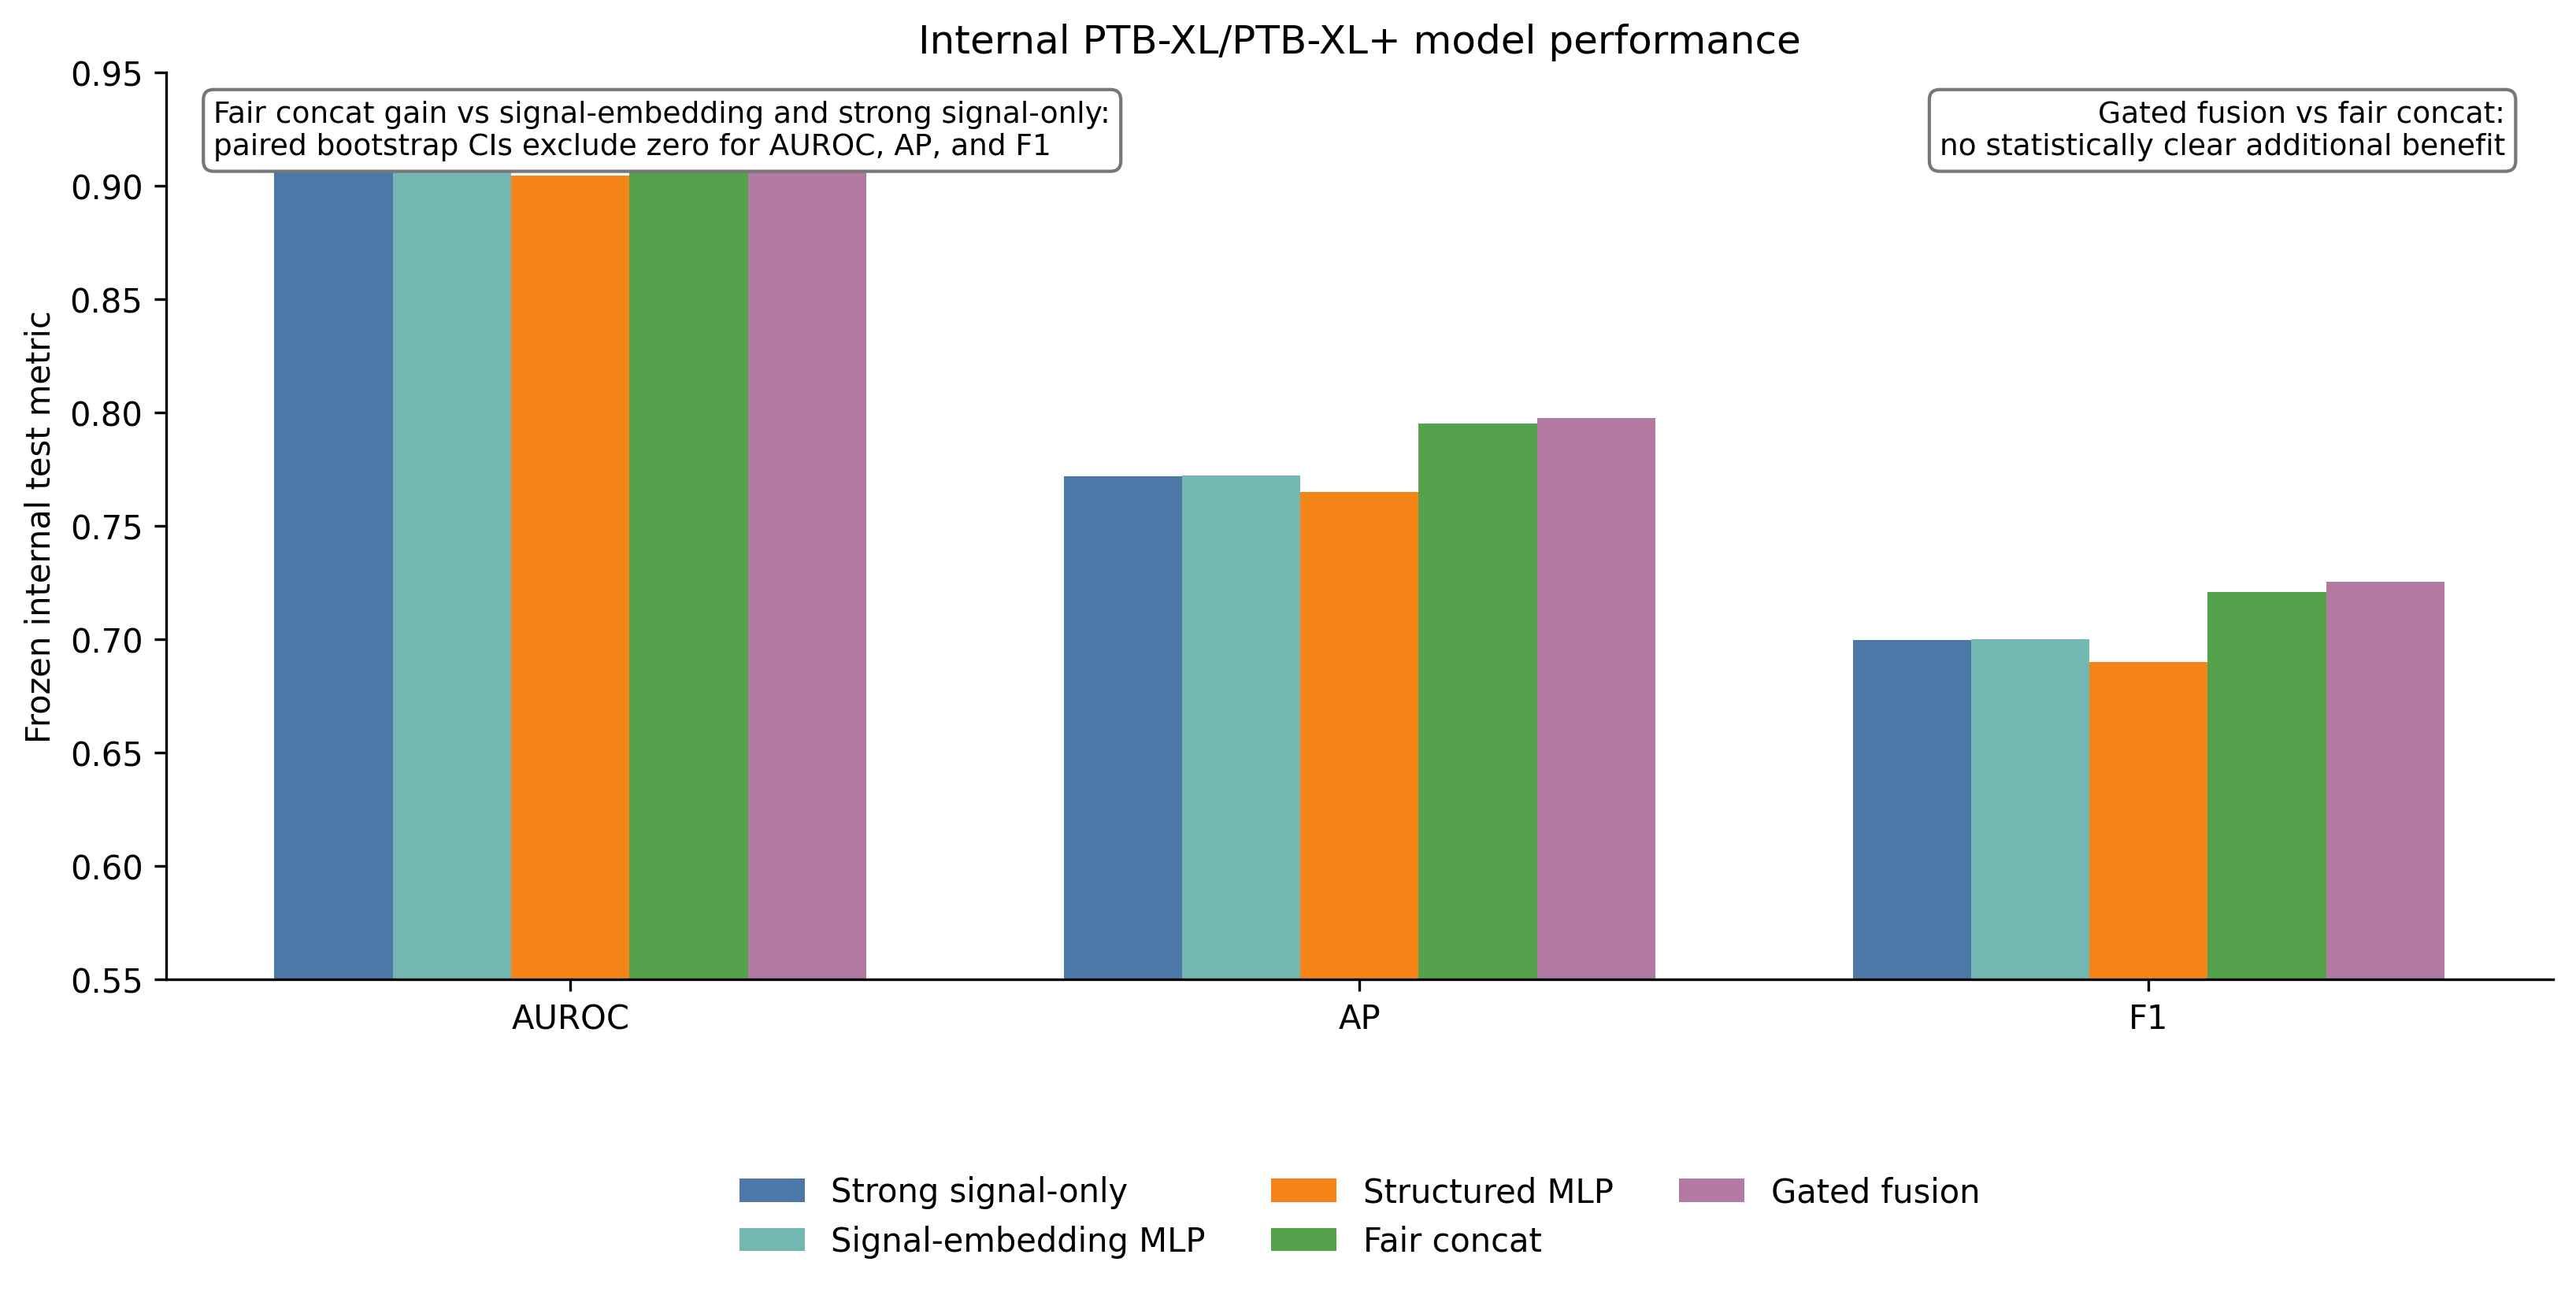 Internal PTB-XL/PTB-XL+ model performance
Fair concat gain vs signal-embedding and strong signal-only:
paired bootstrap CIs exclude zero for AUROC, AP, and F1
Gated fusion vs fair concat:
no statistically clear additional benefit
Frozen internal test metric
0.95
0.90
0.85
0.80
0.75
0.70
0.65
0.60
0.55
AUROC
AP
F1
Strong signal-only
Signal-embedding MLP
Structured MLP
Fair concat
Gated fusion